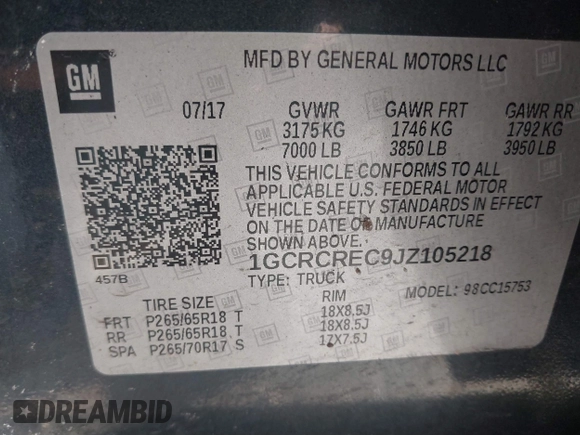 GM
MFD BY GENERAL MOTORS LLC
07/17 GVWR GAWR FRT GAWR RR
3175 KG 1746 KG 1792 KG
7000 LB 3850 LB 3950 LB
THIS VEHICLE CONFORMS TO ALL
APPLICABLE U.S. FEDERAL MOTOR
VEHICLE SAFETY STANDARDS IN EFFECT
ON THE DATE OF MANUFACTURE
SHOWN ABOVE.
1GCRCREC9JZ105218
457B TYPE: TRUCK MODEL: 98CC15753
TIRE SIZE RIM
FRT P265/65R18 T 18X8.5J
RR P265/65R18 T 18X8.5J
SPA P265/70R17 S 17X7.5J
DREAMBID